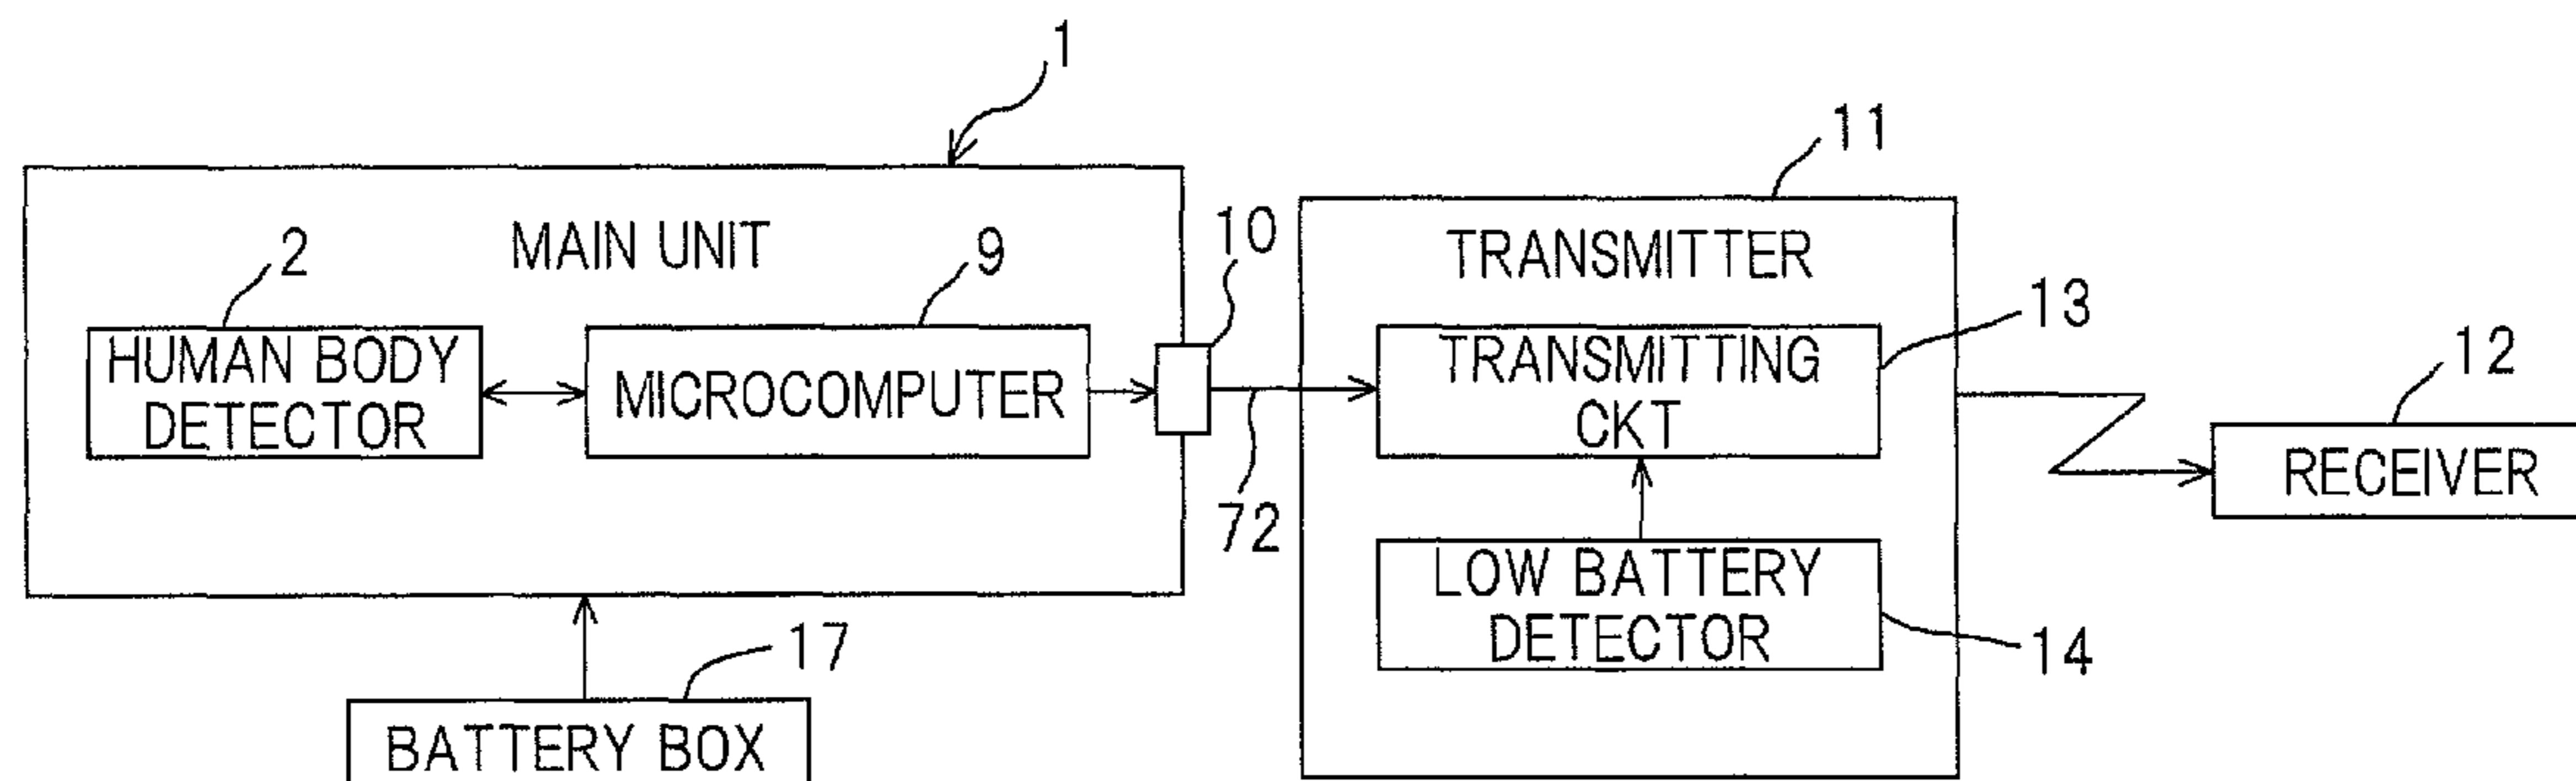 1
11
MAIN UNIT
10
TRANSMITTER
2
9
13
HUMAN BODY
DETECTOR
MICROCOMPUTER
TRANSMITTING
CKT
12
RECEIVER
72
LOW BATTERY
DETECTOR
14
17
BATTERY BOX